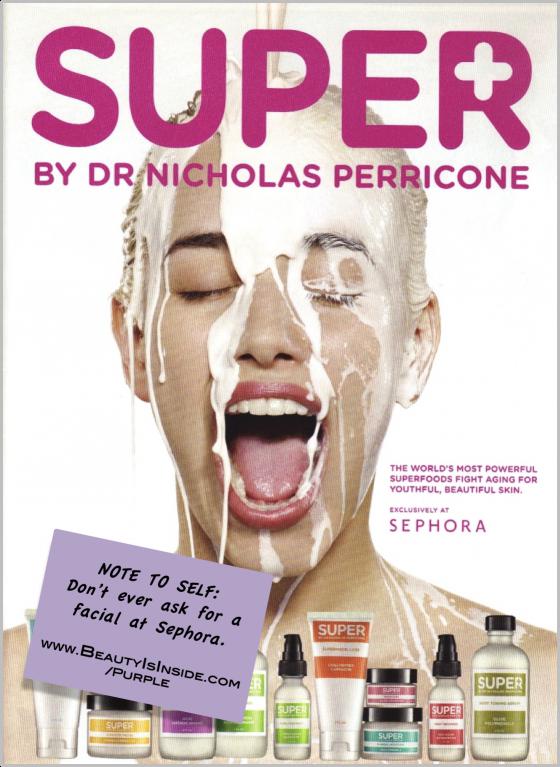 SUPER
BY DR NICHOLAS PERRICONE
THE WORLD'S MOST POWERFUL
SUPERFOODS FIGHT AGING FOR
YOUTHFUL, BEAUTIFUL SKIN.
EXCLUSIVELY AT
SEPHORA
NOTE TO SELF:
Don't ever ask for a
facial at Sephora.
WWW.BEAUTYISINSIDE.COM
/PURPLE
SUPER
SUPER
SUPER
SUPER
SUPER
SUPER
SUPER